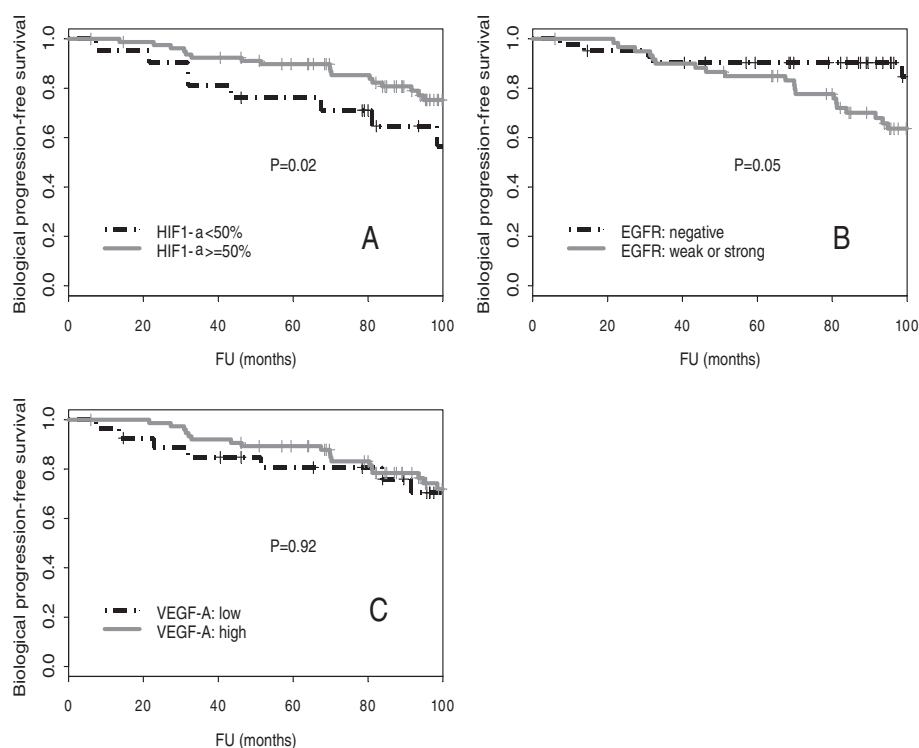 Biological progression-free survival
1.0
0.8
0.6
0.4
0.2
0.0
P=0.02
HIF1-a<50%
HIF1-a>=50%
A
0 20 40 60 80 100
FU (months)
Biological progression-free survival
1.0
0.8
0.6
0.4
0.2
0.0
P=0.05
EGFR: negative
EGFR: weak or strong
B
0 20 40 60 80 100
FU (months)
Biological progression-free survival
1.0
0.8
0.6
0.4
0.2
0.0
P=0.92
VEGF-A: low
VEGF-A: high
C
0 20 40 60 80 100
FU (months)